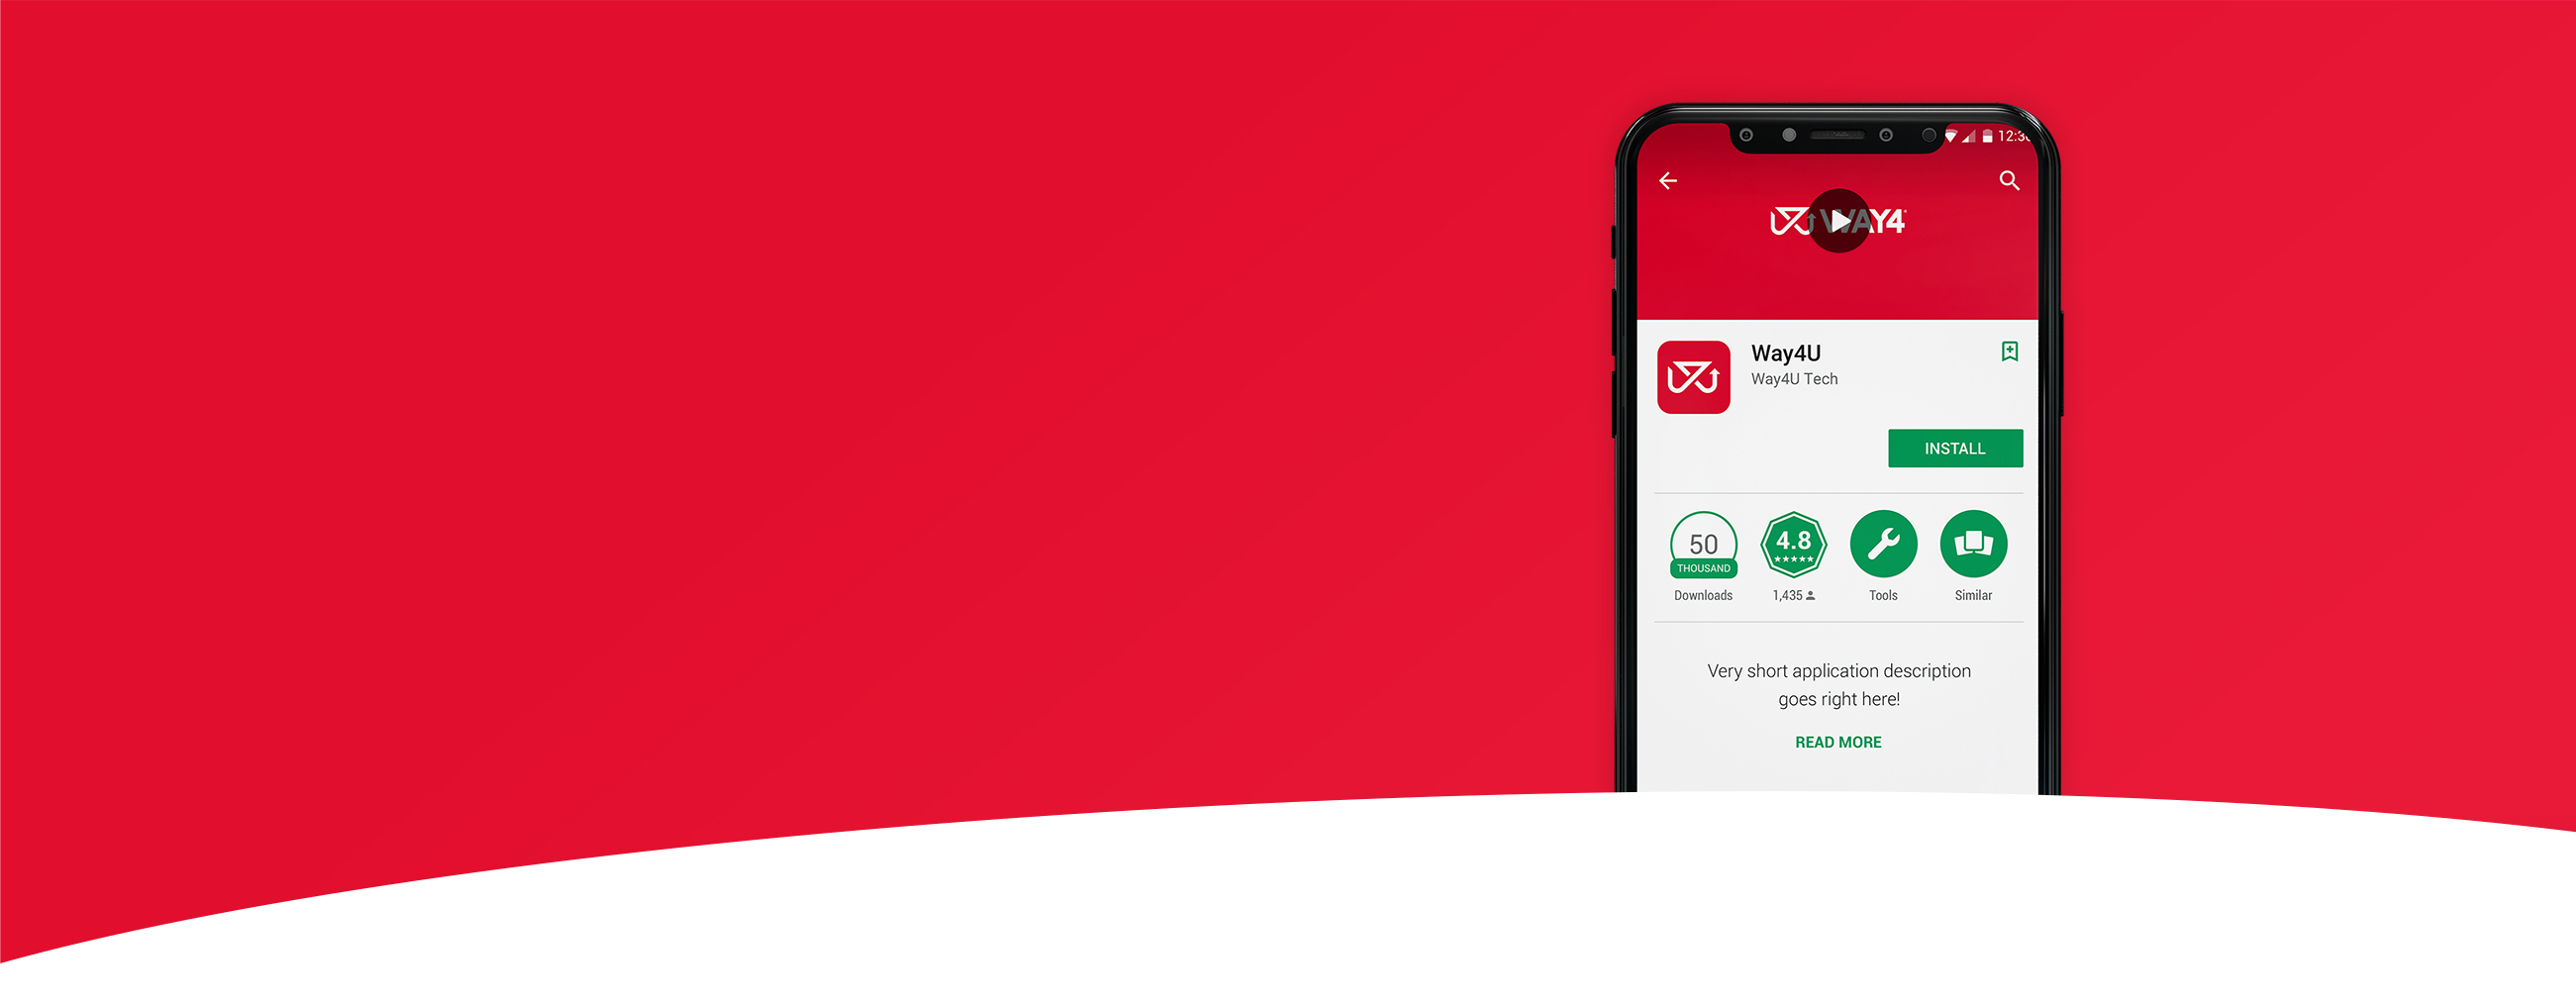 12:30
WAY4
Way4U
Way4U Tech
INSTALL
50
THOUSAND
Downloads
4.8
1,435
Tools
Similar
Very short application description
goes right here!
READ MORE